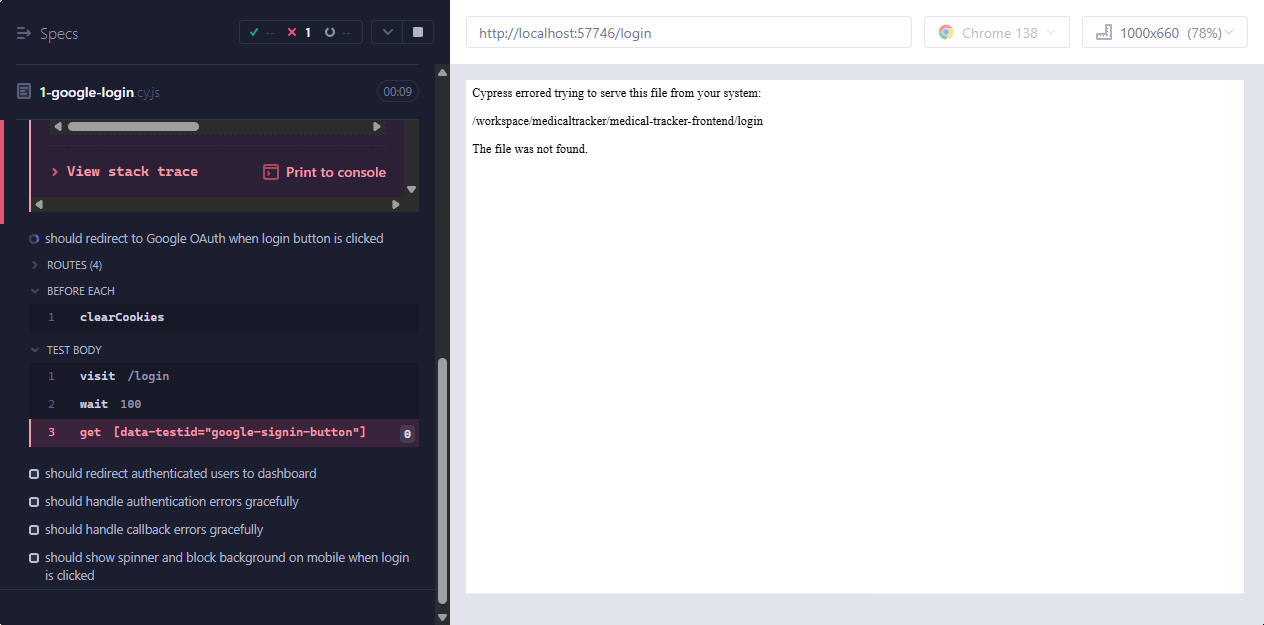 Specs
-- 1 --
1-google-login.cy.js
00:09
View stack trace
Print to console
should redirect to Google OAuth when login button is clicked
ROUTES (4)
BEFORE EACH
1 clearCookies
TEST BODY
1 visit /login
2 wait 100
3 get [data-testid="google-signin-button"] 0
should redirect authenticated users to dashboard
should handle authentication errors gracefully
should handle callback errors gracefully
should show spinner and block background on mobile when login
is clicked
http://localhost:57746/login
Chrome 138
1000x660 (78%)
Cypress errored trying to serve this file from your system:
/workspace/medicaltracker/medical-tracker-frontend/login
The file was not found.